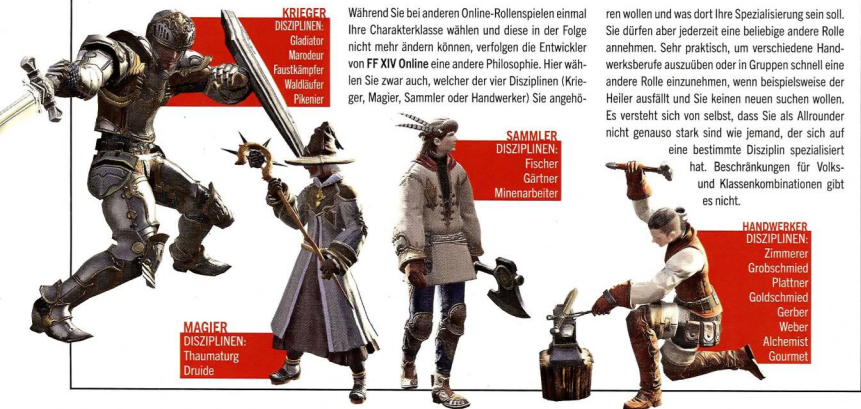 KRIEGER
DISZIPLINEN:
Gladiator
Marodeur
Faustkämpfer
Waldläufer
Pikenier
Während Sie bei anderen Online-Rollenspielen einmal
Ihre Charakterklasse wählen und diese in der Folge
nicht mehr ändern können, verfolgen die Entwickler
von FF XIV Online eine andere Philosophie. Hier wäh-
len Sie zwar auch, welcher der vier Disziplinen (Krie-
ger, Magier, Sammler oder Handwerker) Sie angehö-
ren wollen und was dort Ihre Spezialisierung sein soll.
Sie dürfen aber jederzeit eine beliebige andere Rolle
annehmen. Sehr praktisch, um verschiedene Hand-
werksberufe auszuüben oder in Gruppen schnell eine
andere Rolle einzunehmen, wenn beispielsweise der
Heiler ausfällt und Sie keinen neuen suchen wollen.
Es versteht sich von selbst, dass Sie als Allrounder
nicht genauso stark sind wie jemand, der sich auf
eine bestimmte Disziplin spezialisiert
hat. Beschränkungen für Volks-
und Klassenkombinationen gibt
es nicht.
SAMMLER
DISZIPLINEN:
Fischer
Gärtner
Minenarbeiter
HANDWERKER
DISZIPLINEN:
Zimmerer
Grobschmied
Plattner
Goldschmied
Gerber
Weber
Alchemist
Gourmet
MAGIER
DISZIPLINEN:
Thaumaturg
Druide